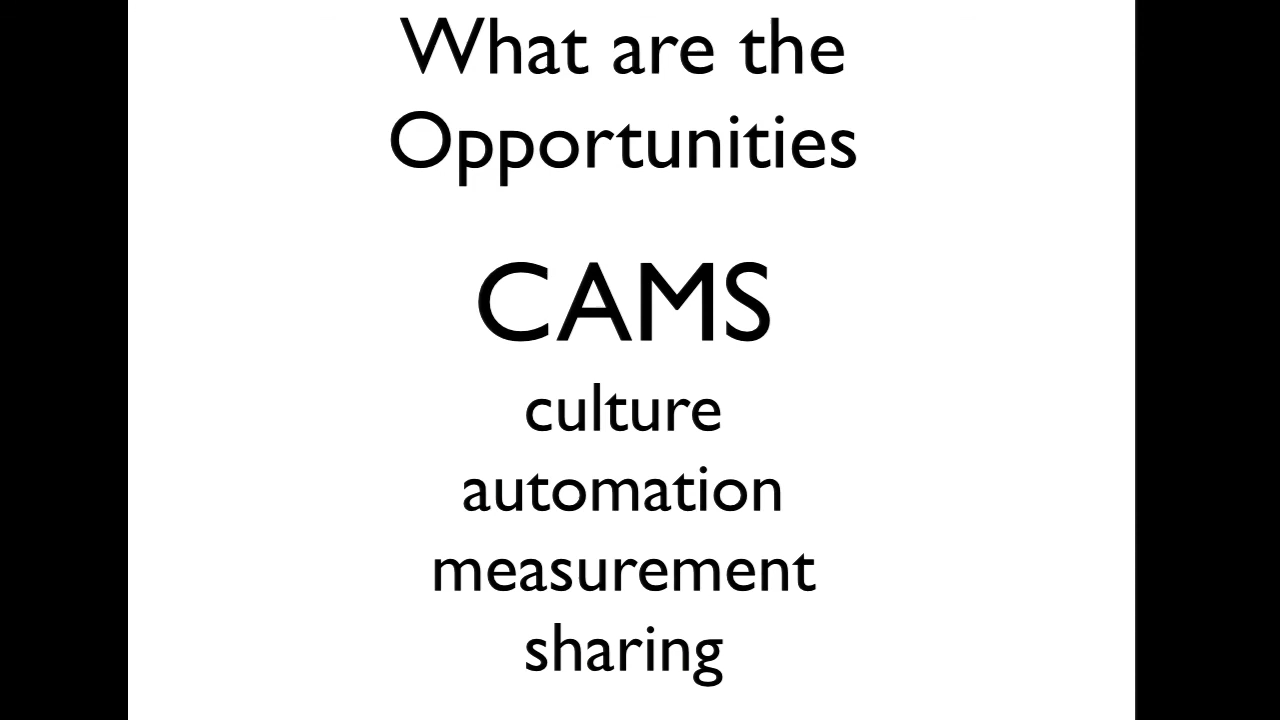 What are the
Opportunities
CAMS
culture
automation
measurement
sharing